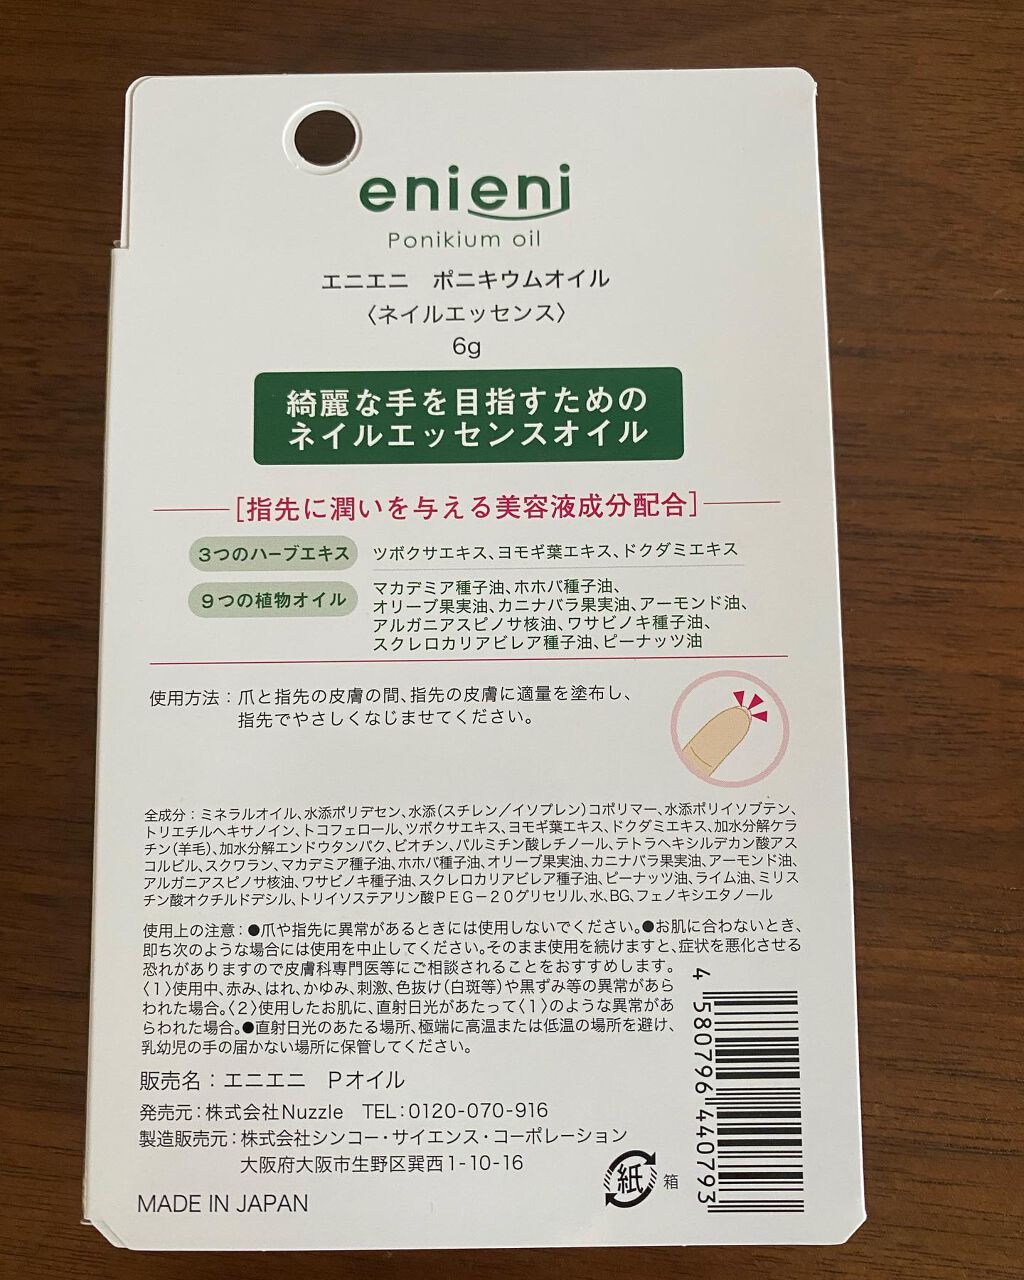 enieni
Ponikium oil
エニエニ　ポニキウムオイル
〈ネイルエッセンス〉
6g
綺麗な手を目指すための
ネイルエッセンスオイル
[指先に潤いを与える美容液成分配合]
3つのハーブエキス ツボクサエキス、ヨモギ葉エキス、ドクダミエキス
9つの植物オイル マカデミア種子油、ホホバ種子油、
オリーブ果実油、カニナバラ果実油、アーモンド油、
アルガニアスピノサ核油、ワサビノキ種子油、
スクレロカリアビレア種子油、ピーナッツ油
使用方法：爪と指先の皮膚の間、指先の皮膚に適量を塗布し、
指先でやさしくなじませてください。
全成分：ミネラルオイル、水添ポリデセン、水添(スチレン／イソプレン)コポリマー、水添ポリイソブテン、
トリエチルヘキサノイン、トコフェロール、ツボクサエキス、ヨモギ葉エキス、ドクダミエキス、加水分解ケラ
チン(羊毛)、加水分解エンドウタンパク、ビオチン、パルミチン酸レチノール、テトラヘキシルデカン酸アス
コルビル、スクワラン、マカデミア種子油、ホホバ種子油、オリーブ果実油、カニナバラ果実油、アーモンド油、
アルガニアスピノサ核油、ワサビノキ種子油、スクレロカリアビレア種子油、ピーナッツ油、ライム油、ミリス
チン酸オクチルドデシル、トリイソステアリン酸ＰＥＧ－２０グリセリル、水、BG、フェノキシエタノール
使用上の注意：●爪や指先に異常があるときには使用しないでください。●お肌に合わないとき、
即ち次のような場合には使用を中止してください。そのまま使用を続けますと、症状を悪化させる
恐れがありますので皮膚科専門医等にご相談されることをおすすめします。
〈1〉使用中、赤み、はれ、かゆみ、刺激、色抜け(白斑等)や黒ずみ等の異常があら
われた場合。〈2〉使用したお肌に、直射日光があたって〈1〉のような異常があ
らわれた場合。●直射日光のあたる場所、極端に高温または低温の場所を避け、
乳幼児の手の届かない場所に保管してください。
販売名：エニエニ　Pオイル
発売元：株式会社Nuzzle　TEL：0120-070-916
製造販売元：株式会社シンコー・サイエンス・コーポレーション
大阪府大阪市生野区巽西1-10-16
MADE IN JAPAN
紙 箱
4 580796 440793